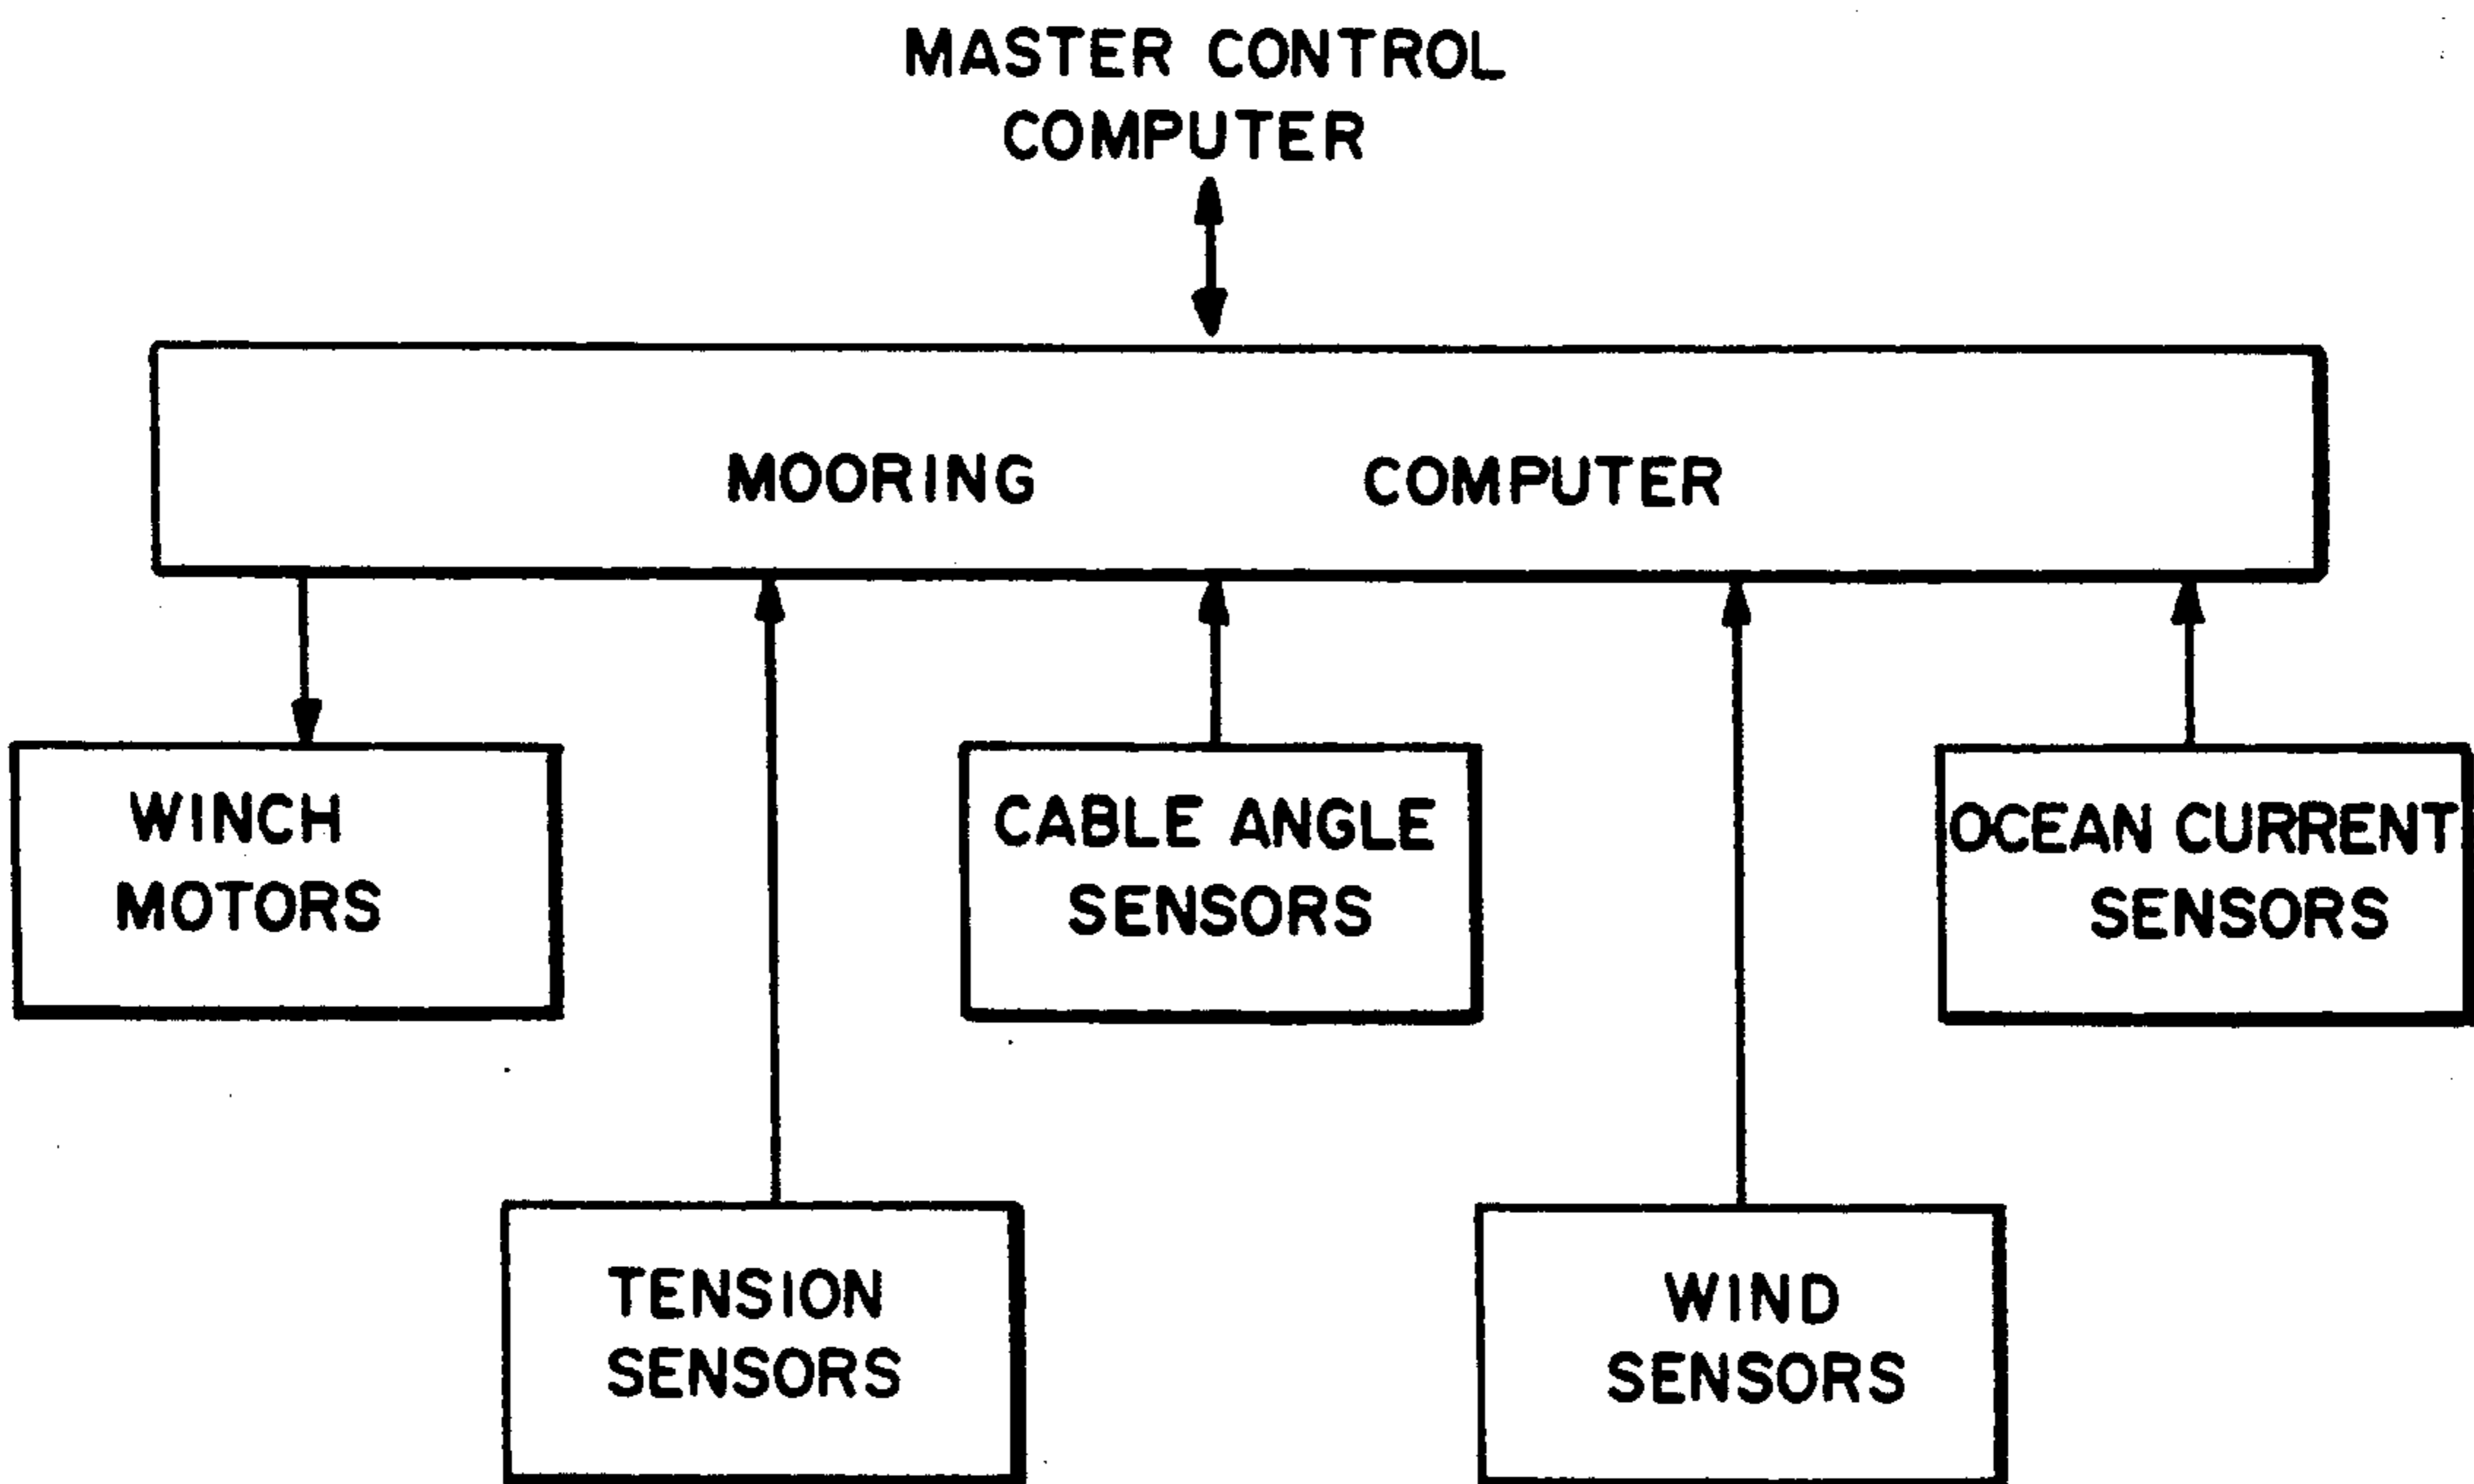 MASTER CONTROL
COMPUTER
MOORING COMPUTER
WINCH
MOTORS
CABLE ANGLE
SENSORS
OCEAN CURRENT
SENSORS
TENSION
SENSORS
WIND
SENSORS